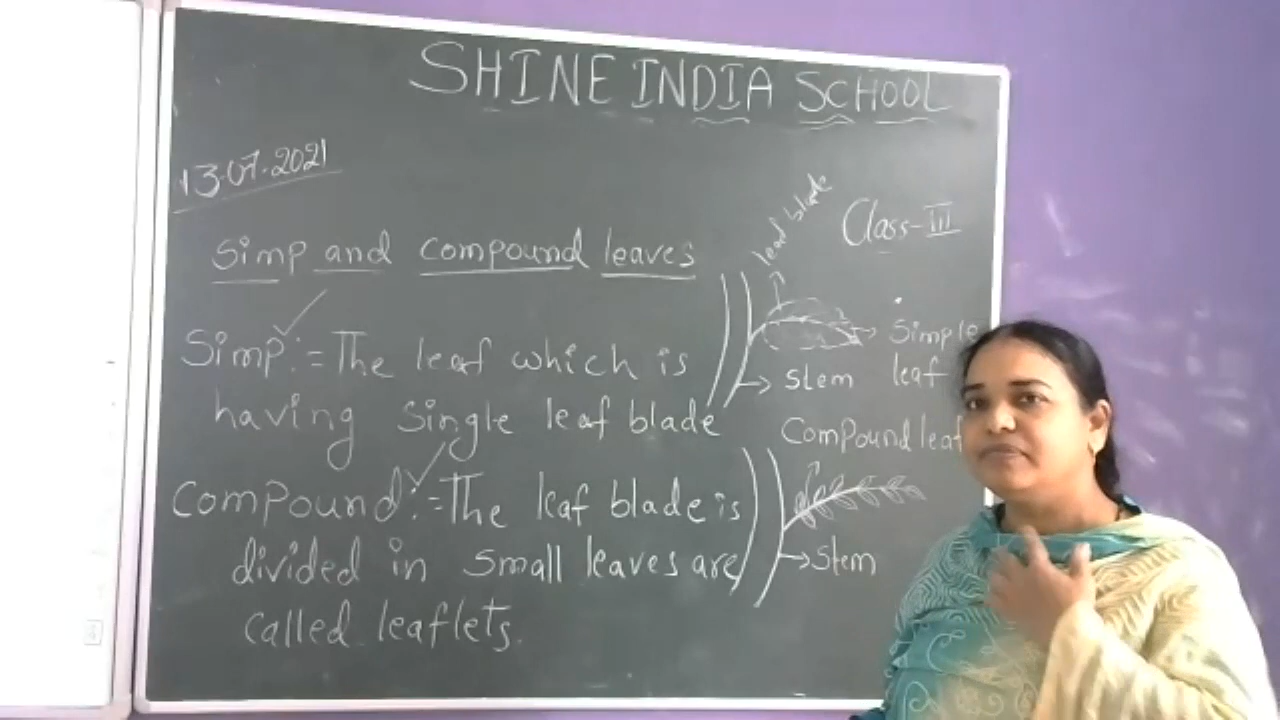 SHINE INDIA SCHOOL
13.07.2021
Class-III
Simp and compound leaves
Simp:= The leaf which is
having single leaf blade
Compound:-The leaf blade is
divided in small leaves are
called leaflets.
leaf blade
Simple
leaf
Stem
Compound leaf
Stem